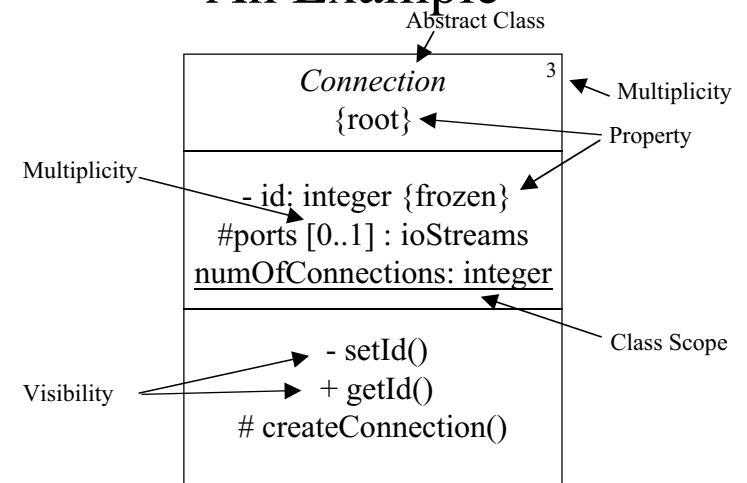 An Example
Abstract Class
Connection
3
Multiplicity
{root}
Property
Multiplicity
- id: integer {frozen}
#ports [0..1] : ioStreams
numOfConnections: integer
Class Scope
- setId()
Visibility
+ getId()
# createConnection()